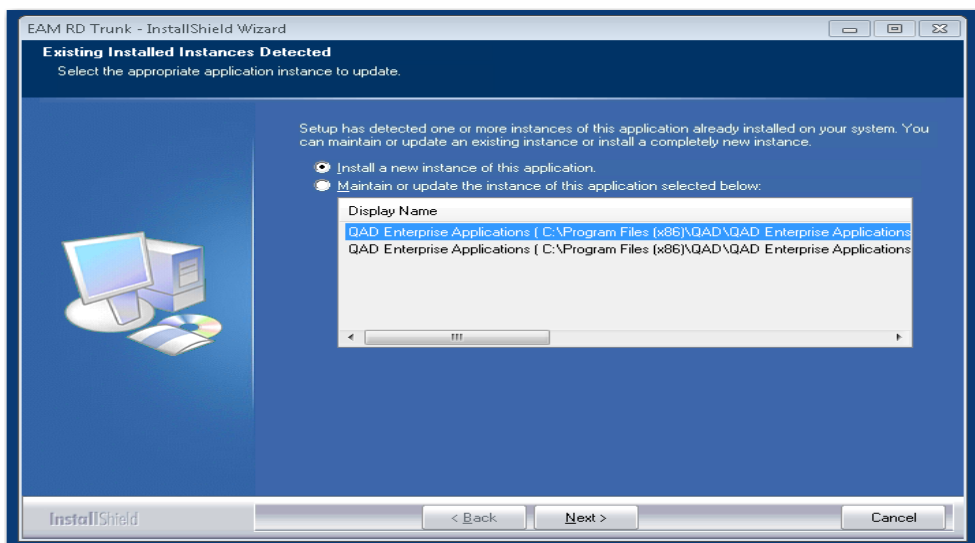 EAM RD Trunk - InstallShield Wizard
Existing Installed Instances Detected
Select the appropriate application instance to update.
Setup has detected one or more instances of this application already installed on your system. You
can maintain or update an existing instance or install a completely new instance.
Install a new instance of this application.
Maintain or update the instance of this application selected below:
Display Name
QAD Enterprise Applications ( C:\Program Files (x86)\QAD\QAD Enterprise Applications
QAD Enterprise Applications ( C:\Program Files (x86)\QAD\QAD Enterprise Applications
InstallShield
< Back
Next >
Cancel